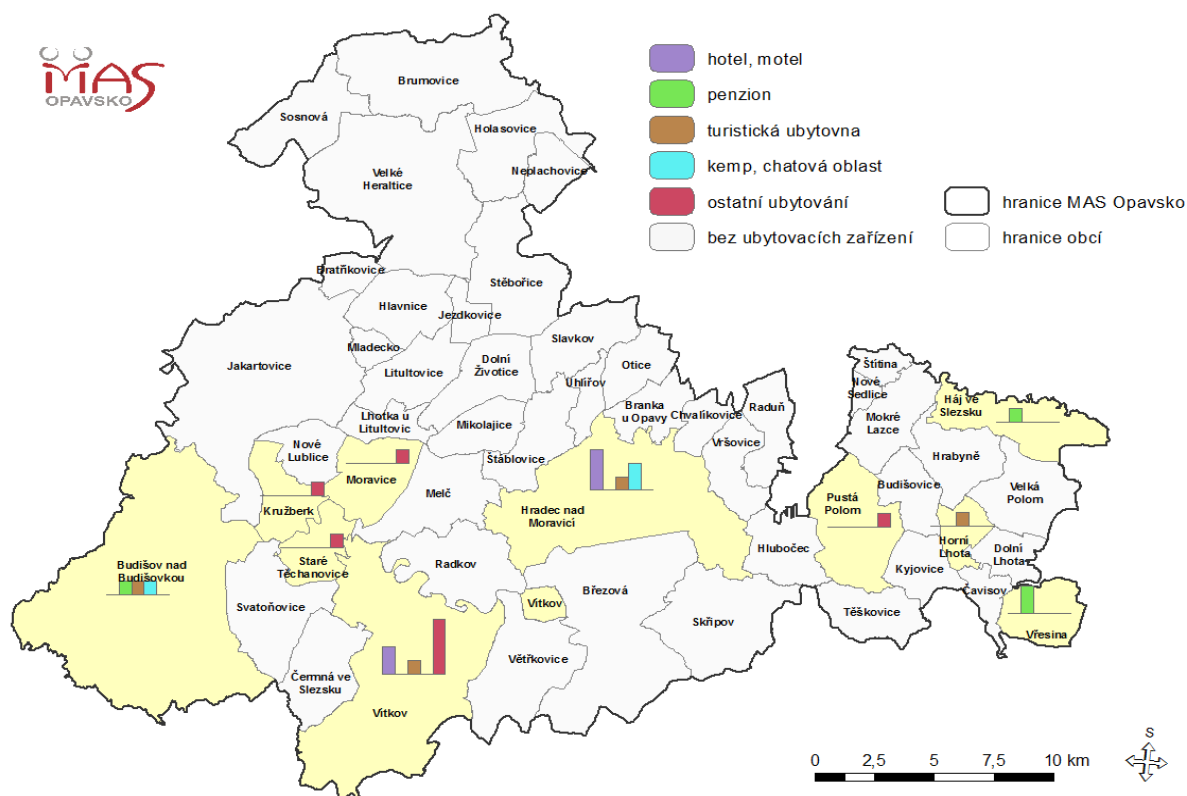 MAS
OPAVSKO
hotel, motel
penzion
turistická ubytovna
kemp, chatová oblast
ostatní ubytování
bez ubytovacích zařízení
hranice MAS Opavsko
hranice obcí
Brumovice
Sosnová
Holasovice
Velké
Heraltice
Neplachovice
Bratříkovice
Stěbořice
Hlavnice
Jezdkovice
Slavkov
Mladecko
Jakartovice
Litultovice
Dolní
Životice
Otice
Uhlířov
Štítina
Nové
Sedlice
Háj ve
Slezsku
Lhotka u
Litultovic
Mikolajice
Branka
u Opavy
Chvalíkovice
Raduň
Mokré
Lazce
Vršovice
Nové
Lublice
Stáblovice
Hrabyně
Moravice
Melč
Budišovice
Velká
Polom
Kružberk
Hradec nad
Moravicí
Pustá
Polom
Horní
Lhota
Dolní
Lhota
Hlubočec
Staré
Těchanovice
Radkov
Kyjovice
Budišov nad
Budišovkou
Březová
Čavisov
Svatoňovice
Vítkov
Těškovice
Skřipov
Vřesina
Větřkovice
Čermná ve
Slezsku
Vítkov
S
0 2,5 5 7,5 10 km